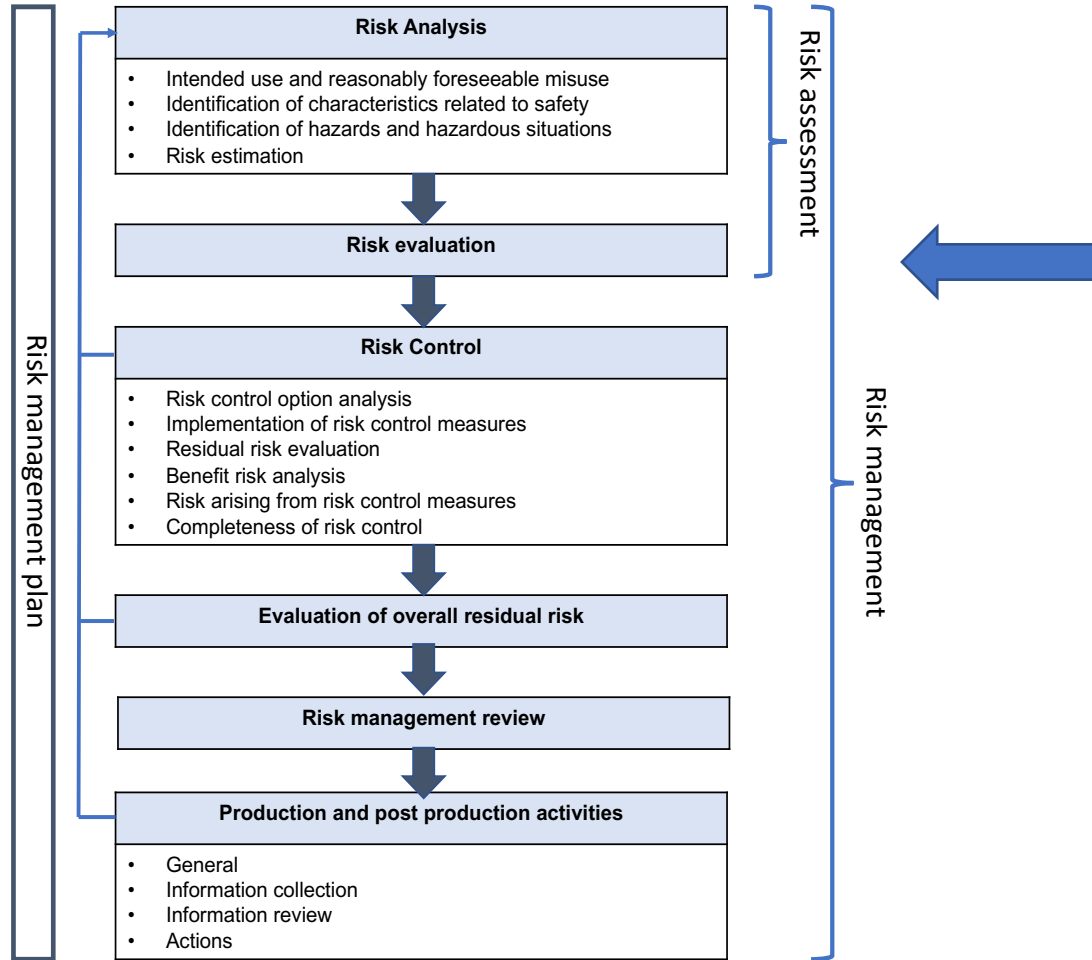 Risk Analysis
• Intended use and reasonably foreseeable misuse
• Identification of characteristics related to safety
• Identification of hazards and hazardous situations
• Risk estimation
Risk evaluation
Risk Control
• Risk control option analysis
• Implementation of risk control measures
• Residual risk evaluation
• Benefit risk analysis
• Risk arising from risk control measures
• Completeness of risk control
Evaluation of overall residual risk
Risk management review
Production and post production activities
• General
• Information collection
• Information review
• Actions
Risk management plan
Risk assessment
Risk management